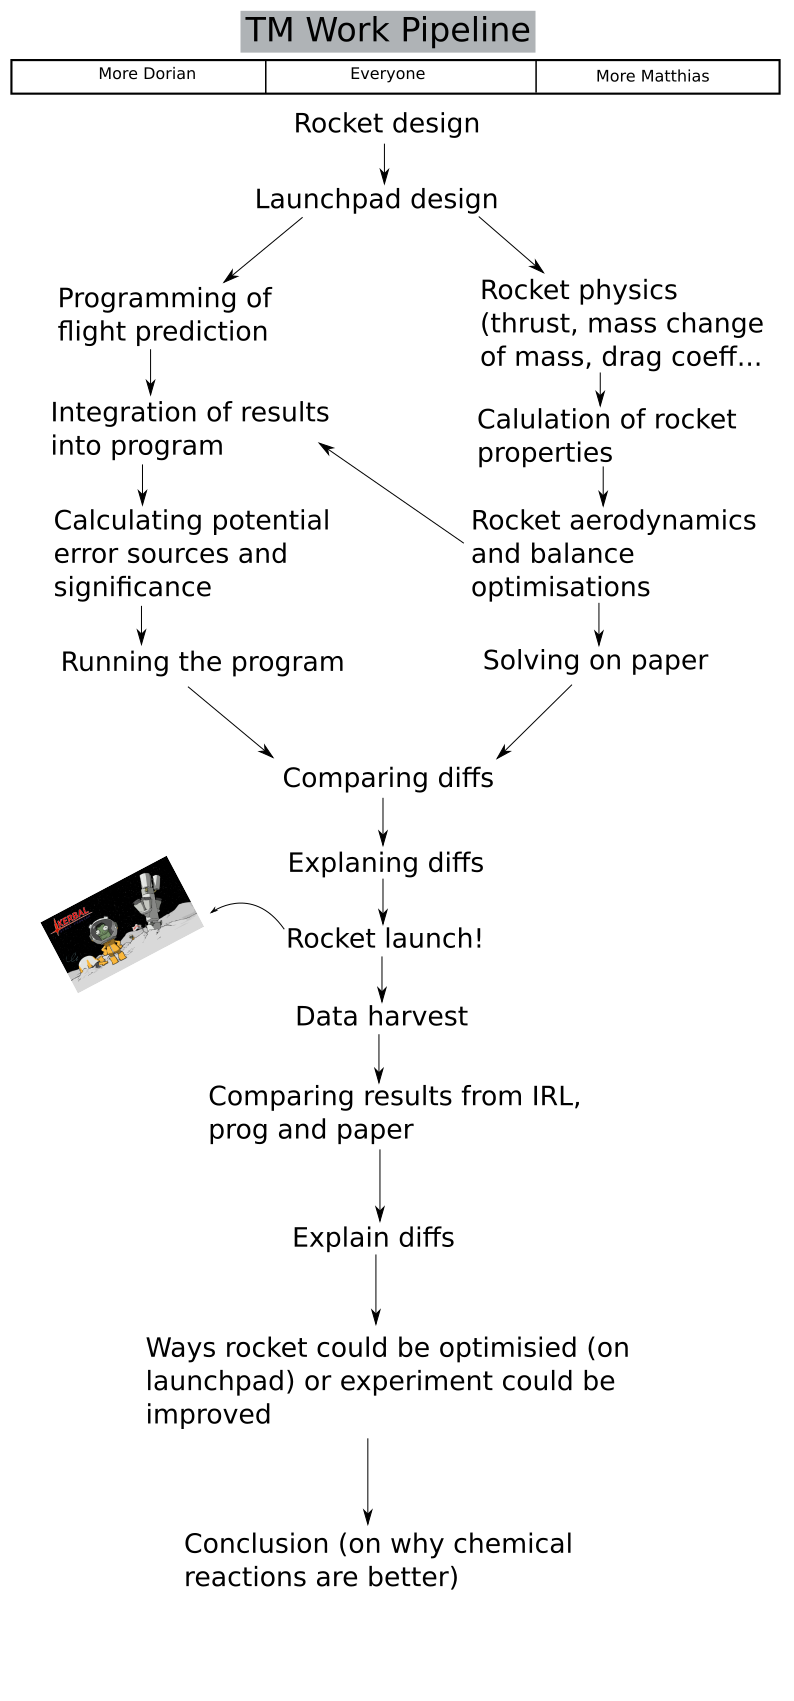 TM Work Pipeline
More Dorian
Everyone
More Matthias
Rocket design
Launchpad design
Programming of
flight prediction
Rocket physics
(thrust, mass change
of mass, drag coeff...
Integration of results
into program
Calulation of rocket
properties
Calculating potential
error sources and
significance
Rocket aerodynamics
and balance
optimisations
Running the program
Solving on paper
Comparing diffs
Explaning diffs
KERBAL
Rocket launch!
Data harvest
Comparing results from IRL,
prog and paper
Explain diffs
Ways rocket could be optimisied (on
launchpad) or experiment could be
improved
Conclusion (on why chemical
reactions are better)